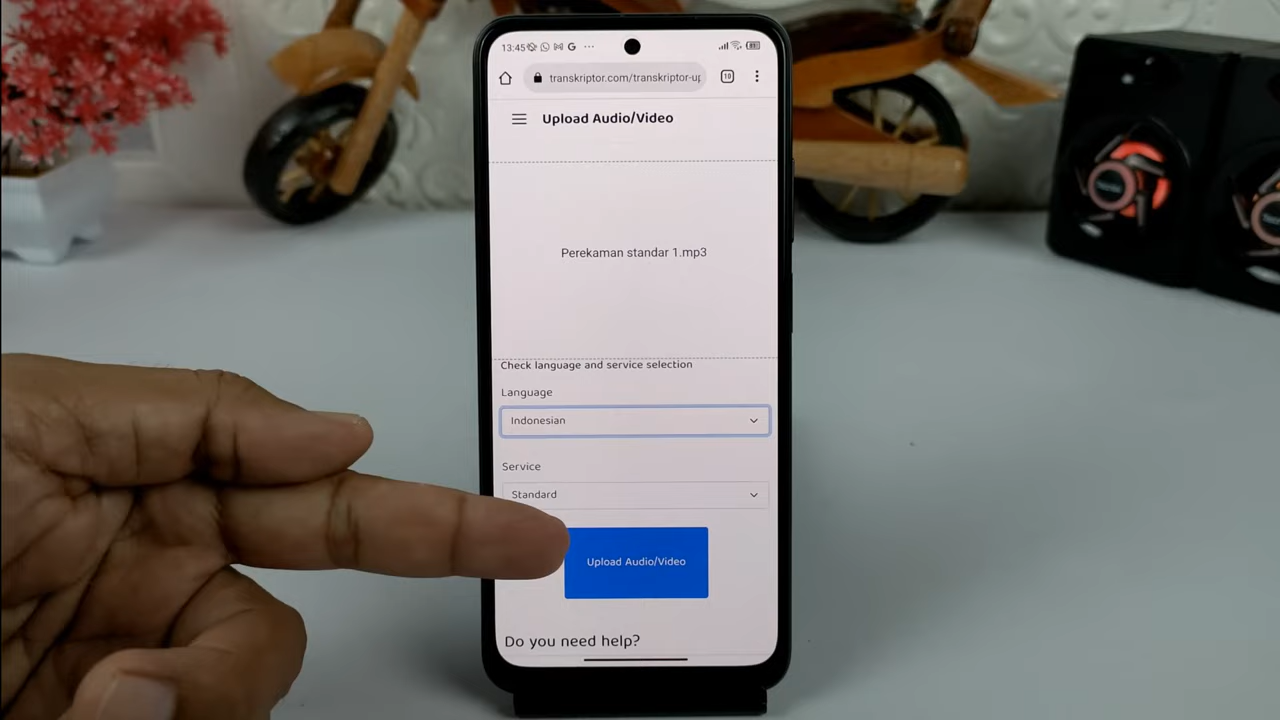 13:45
transkriptor.com/transkriptor-up
10
Upload Audio/Video
Perekaman standar 1.mp3
Check language and service selection
Language
Indonesian
Service
Standard
Upload Audio/Video
Do you need help?